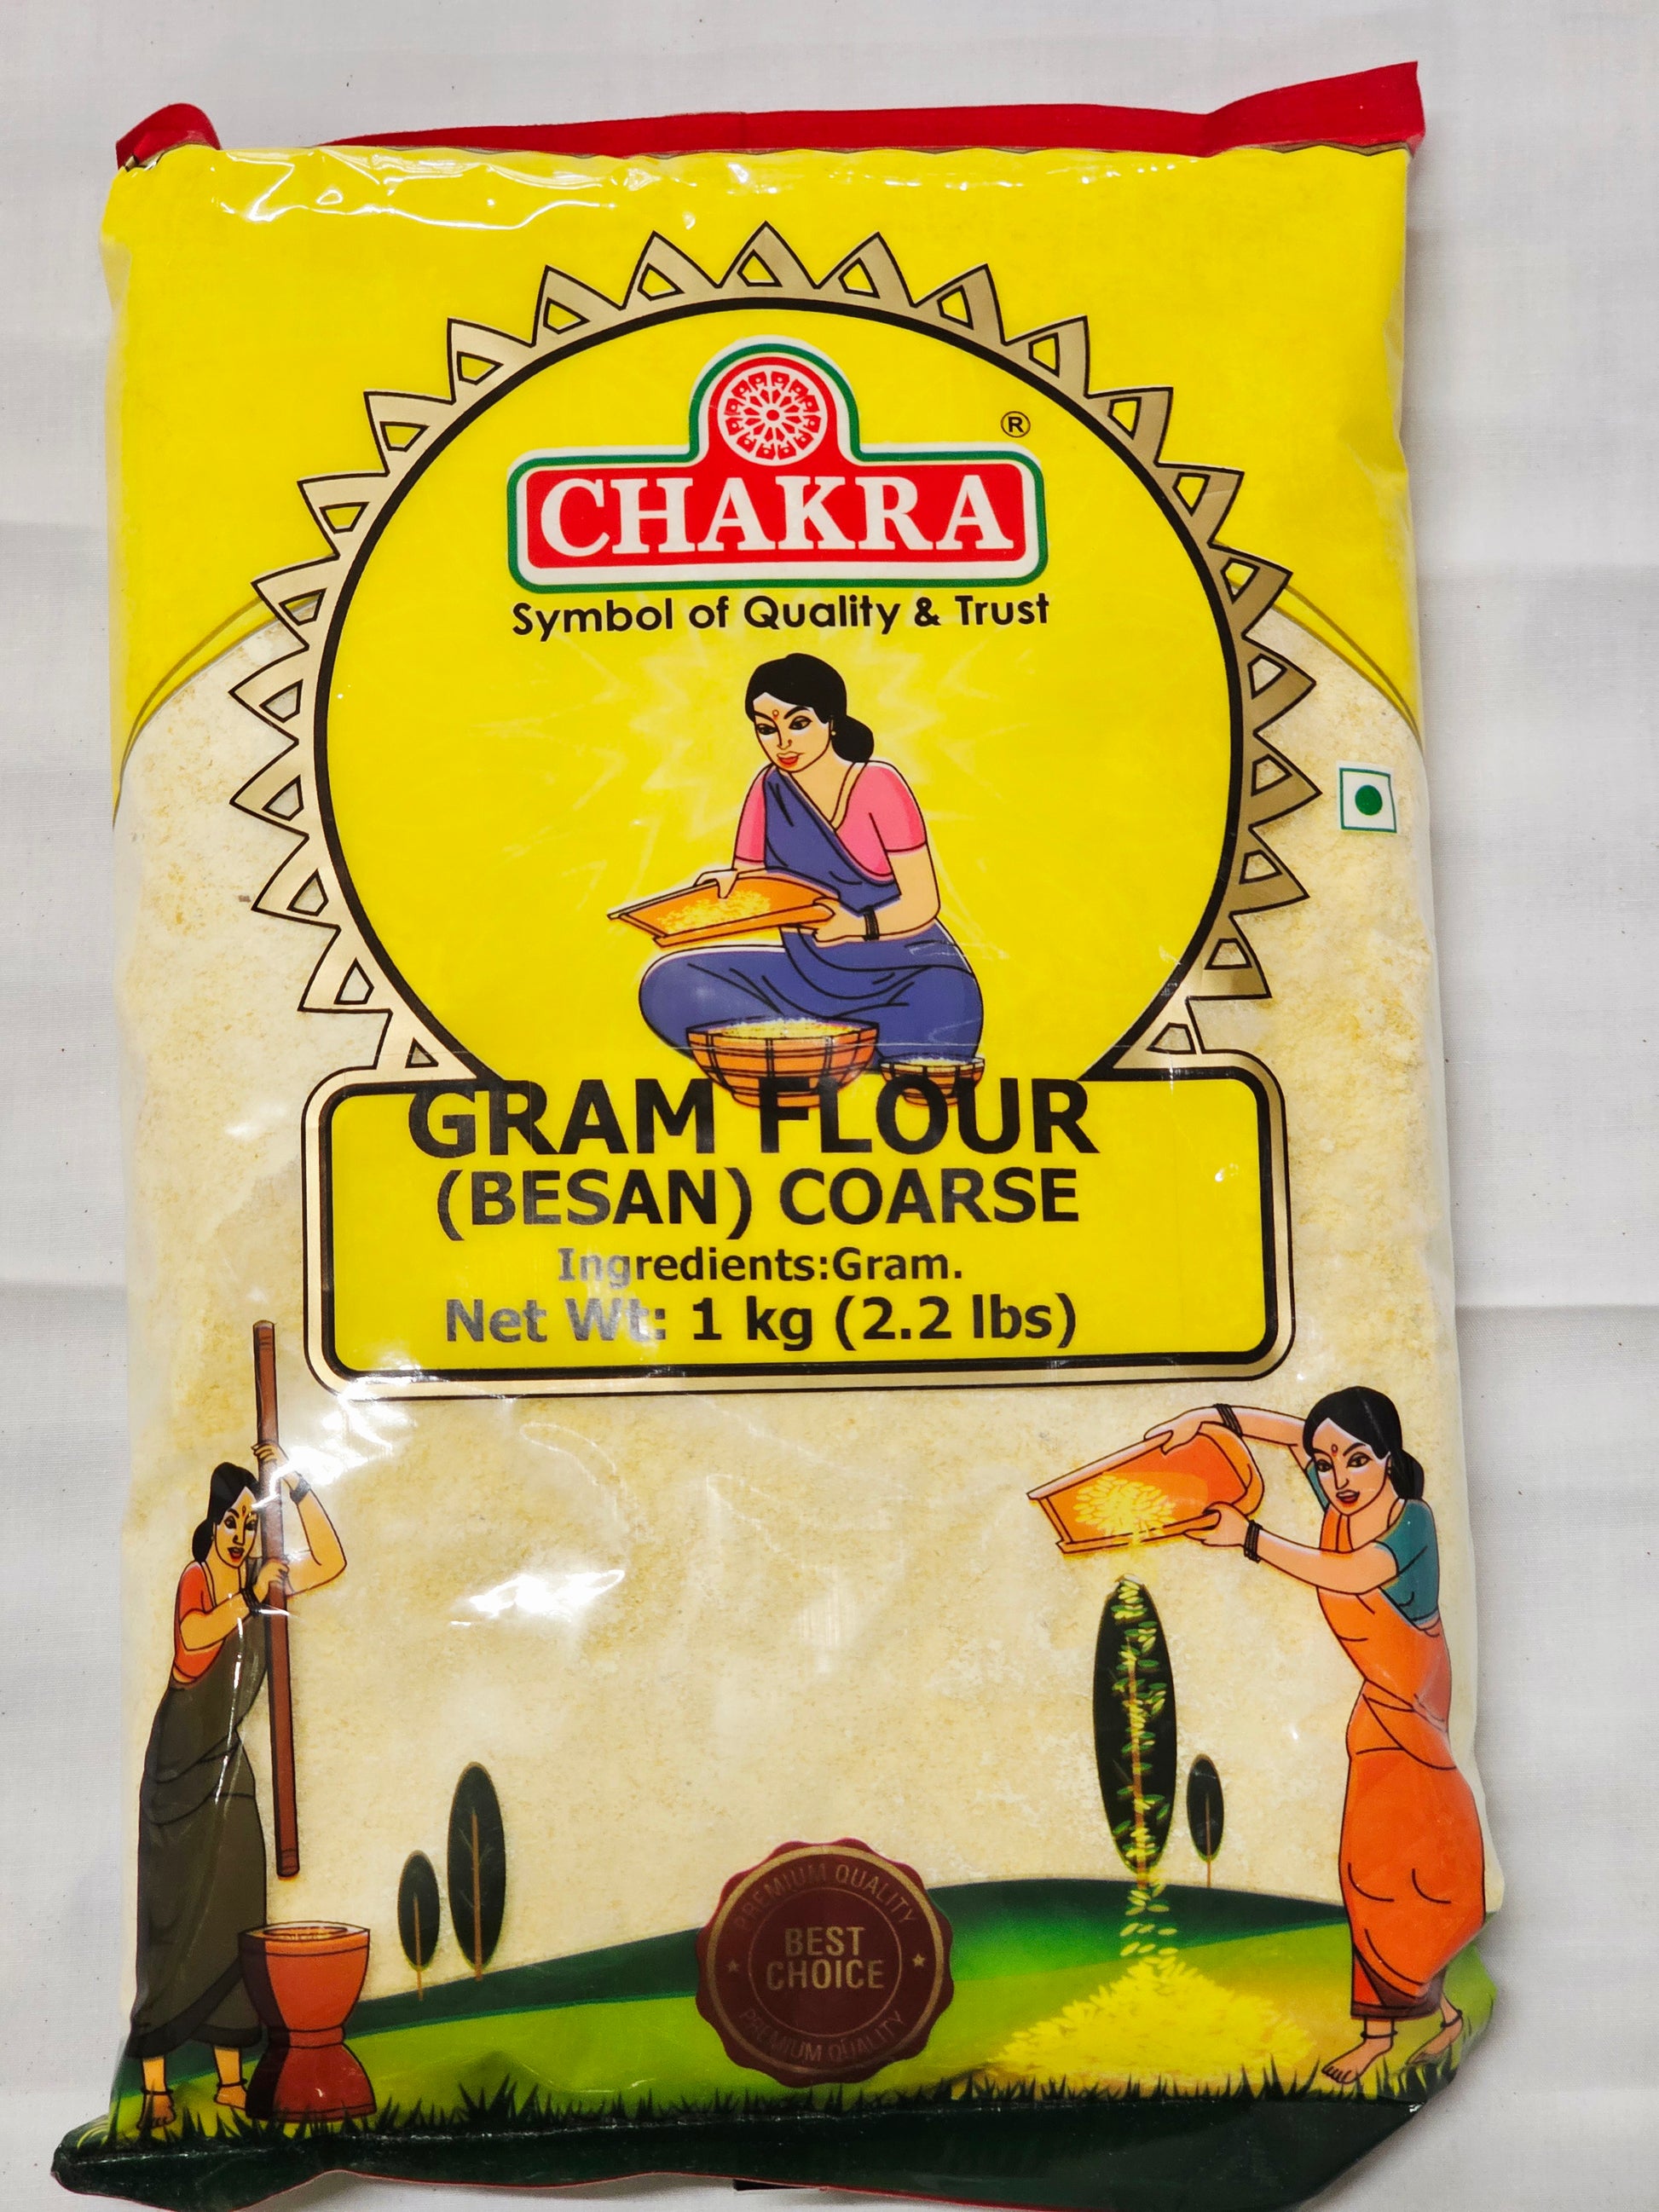 ®
CHAKRA
Symbol of Quality & Trust
GRAM FLOUR
(BESAN) COARSE
Ingredients:Gram.
Net Wt: 1 kg (2.2 lbs)
PREMIUM QUALITY
BEST
CHOICE
PREMIUM QUALITY